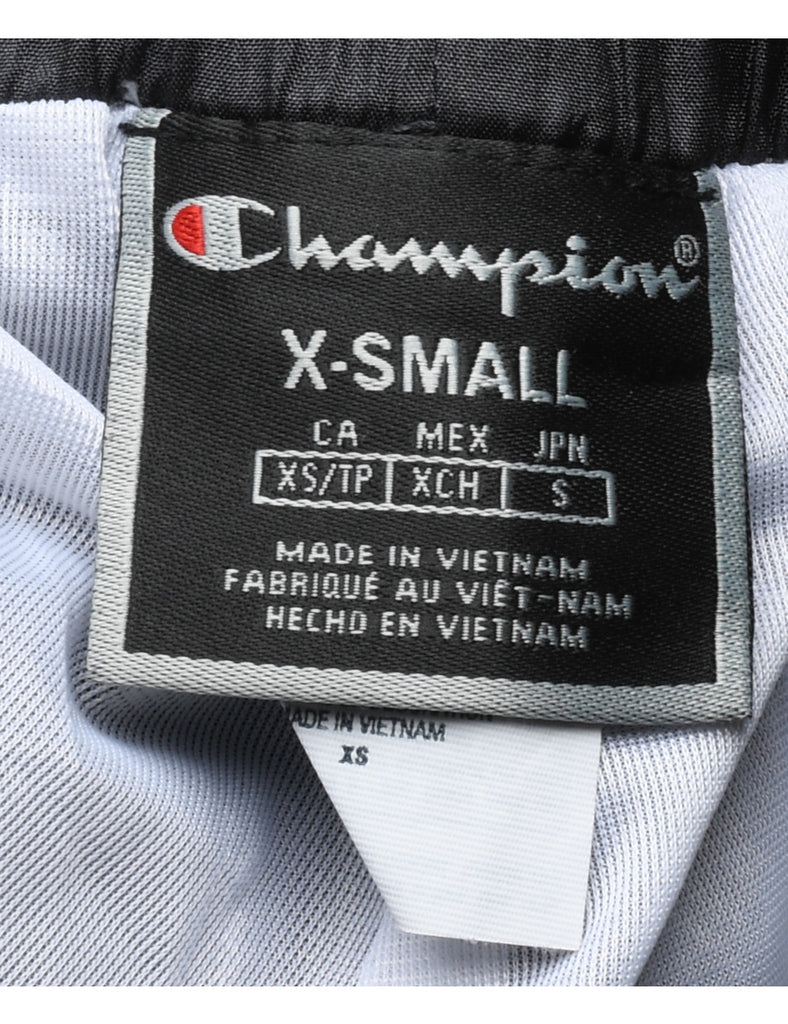 Champion®
X-SMALL
CA MEX JPN
XS/TP XCH S
MADE IN VIETNAM
FABRIQUÉ AU VIÊT-NAM
HECHO EN VIETNAM
ADE IN VIETNAM
XS